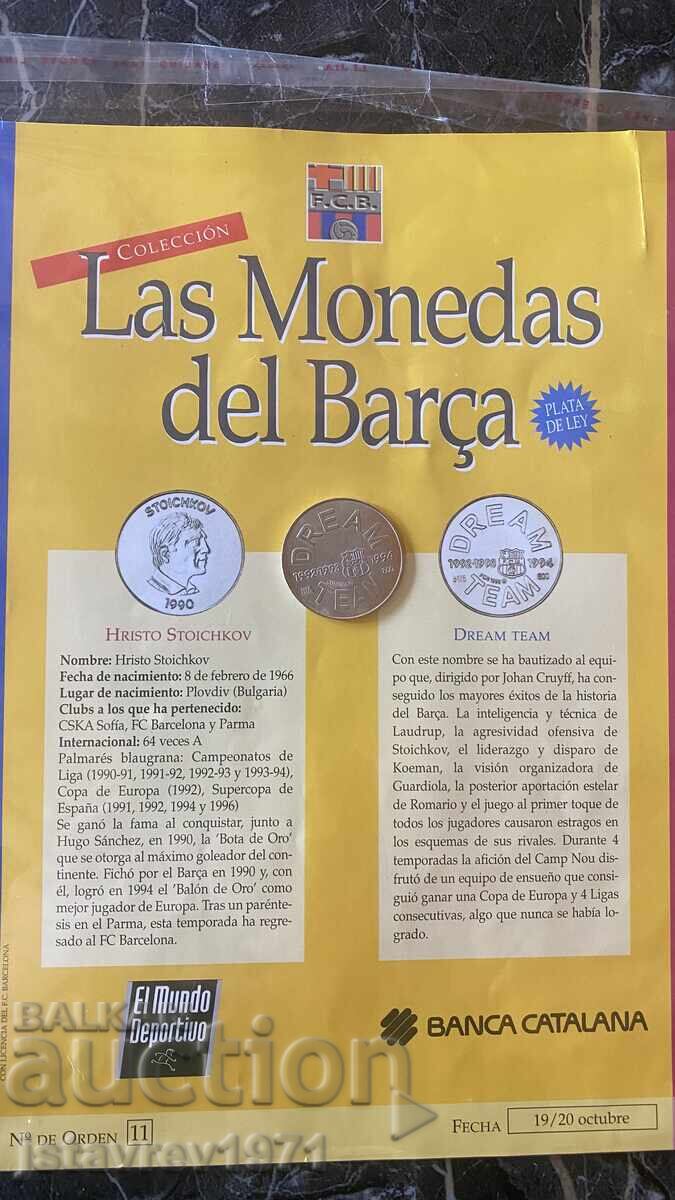 F.C.B.
COLECCIÓN
Las Monedas
del Barça
PLATA
DE LEY
STOICHKOV
1990
DREAM
1992-1993
1994
TEAM
DREAM
1992-1993
1994
TEAM
HRISTO STOICHKOV
Nombre: Hristo Stoichkov
Fecha de nacimiento: 8 de febrero de 1966
Lugar de nacimiento: Plovdiv (Bulgaria)
Clubs a los que ha pertenecido:
CSKA Sofía, FC Barcelona y Parma
Internacional: 64 veces A
Palmarés blaugrana: Campeonatos de
Liga (1990-91, 1991-92, 1992-93 y 1993-94),
Copa de Europa (1992), Supercopa de
España (1991, 1992, 1994 y 1996)
Se ganó la fama al conquistar, junto a
Hugo Sánchez, en 1990, la 'Bota de Oro'
que se otorga al máximo goleador del con-
tinente. Fichó por el Barça en 1990 y, con
él, logró en 1994 el 'Balón de Oro' como
mejor jugador de Europa. Tras un parénte-
sis en el Parma, esta temporada ha regre-
sado al FC Barcelona.
DREAM TEAM
Con este nombre se ha bautizado al equi-
po que, dirigido por Johan Cruyff, ha con-
seguido los mayores éxitos de la historia
del Barça. La inteligencia y técnica de
Laudrup, la agresividad ofensiva de
Stoichkov, el liderazgo y disparo de
Koeman, la visión organizadora de
Guardiola, la posterior aportación estelar
de Romario y el juego al primer toque de
todos los jugadores causaron estragos en
los esquemas de sus rivales. Durante 4
temporadas la afición del Camp Nou dis-
frutó de un equipo de ensueño que consi-
guió ganar una Copa de Europa y 4 Ligas
consecutivas, algo que nunca se había lo-
grado.
CON LICENCIA DEL F.C. BARCELONA
El Mundo
Deportivo
BANCA CATALANA
BALK
auction
Nº DE ORDEN 11
FECHA 19/20 octubre
istavrev1971